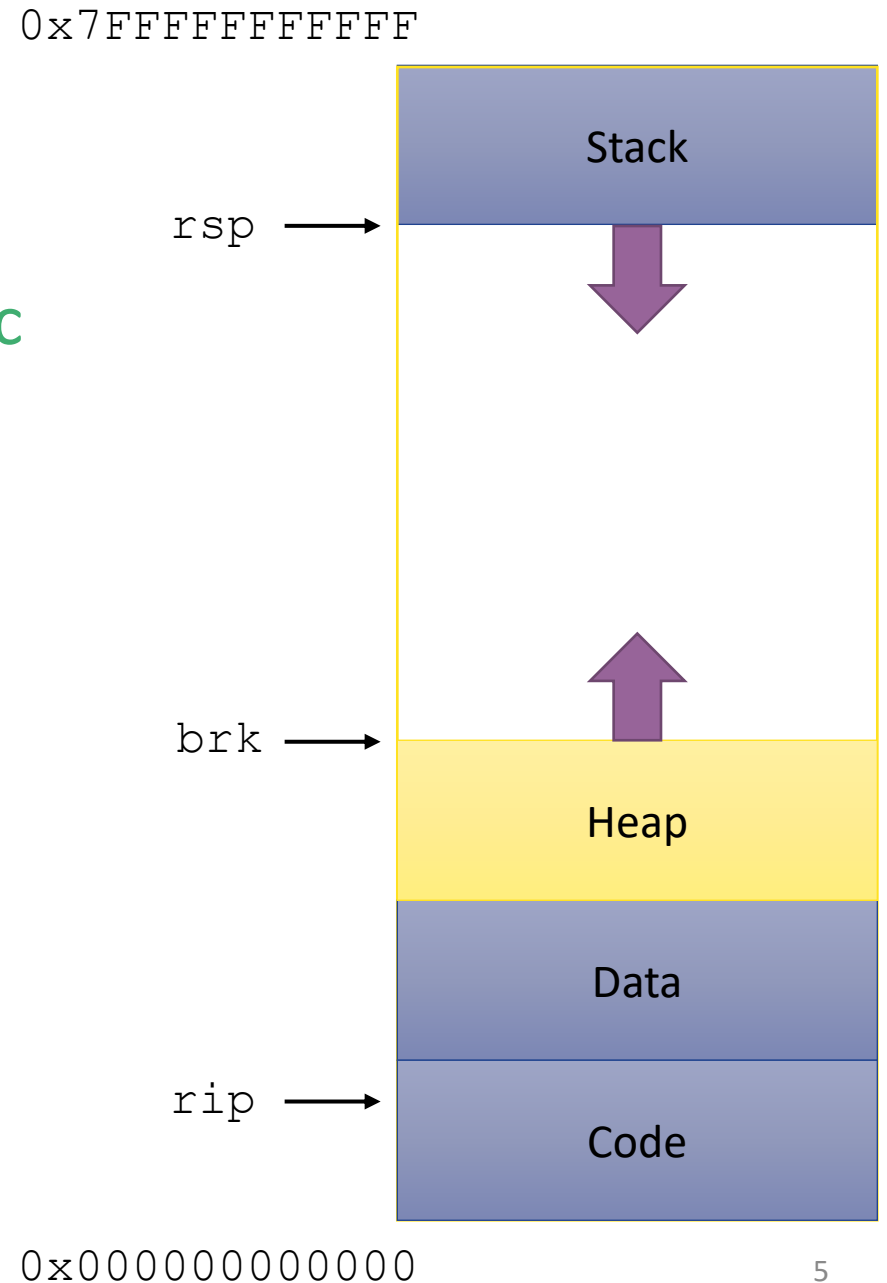 0x7FFFFFFFFFFF
Stack
rsp
c
brk
Heap
Data
rip
Code
0x000000000000
5